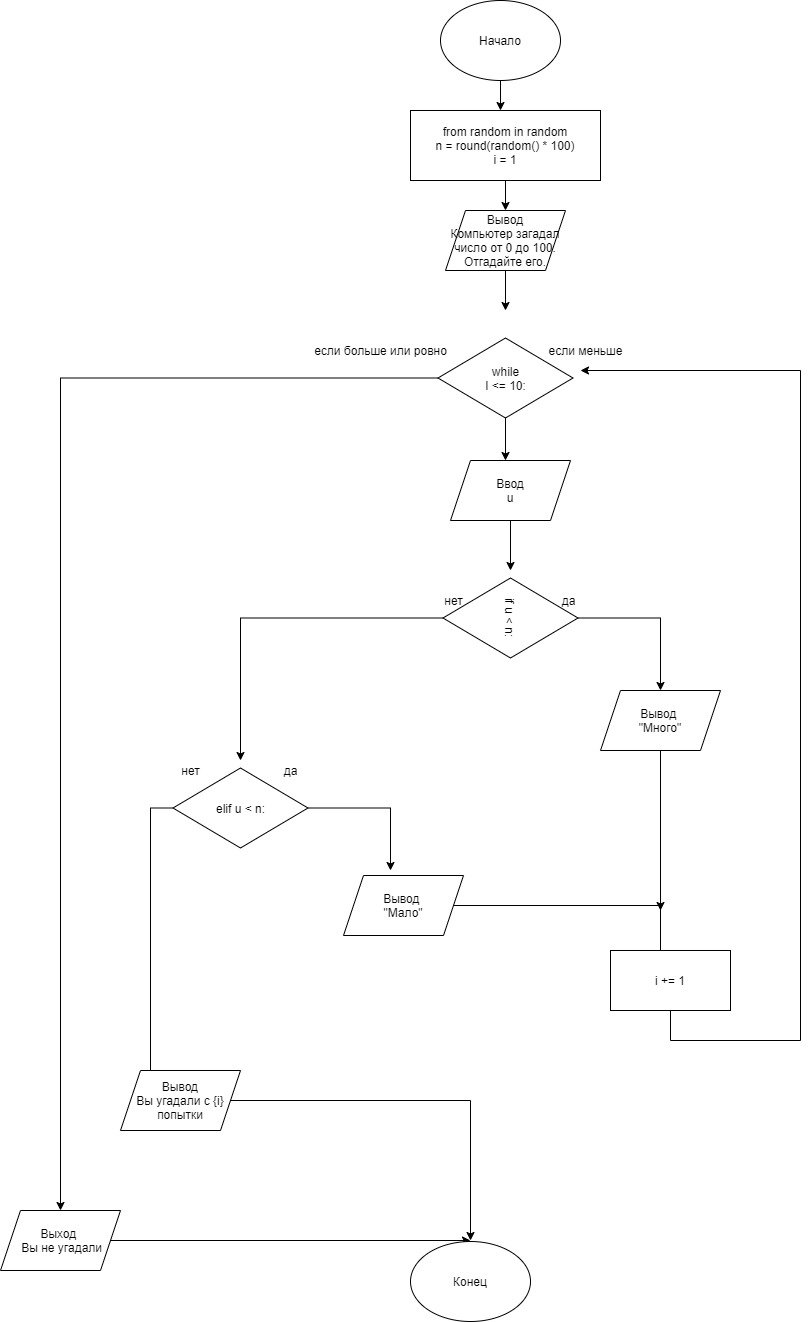 Начало
from random in random
n = round(random() * 100)
i = 1
Вывод
Компьютер загадал
число от 0 до 100.
Отгадайте его.
если больше или ровно
если меньше
while
I <= 10:
Ввод
u
нет
да
if u < n:
Вывод
"Много"
нет
да
elif u < n:
Вывод
"Мало"
i += 1
Вывод
Вы угадали с {i}
попытки
Выход
Вы не угадали
Конец